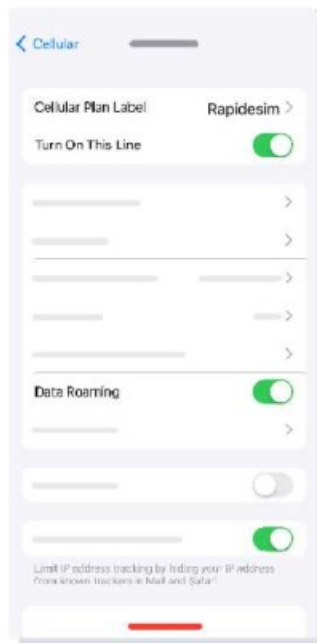 Cellular
Cellular Plan Label Rapidesim
Turn On This Line
Data Roaming
Limit IP address tracking by hiding your IP address
from known trackers in Mail and Safari.